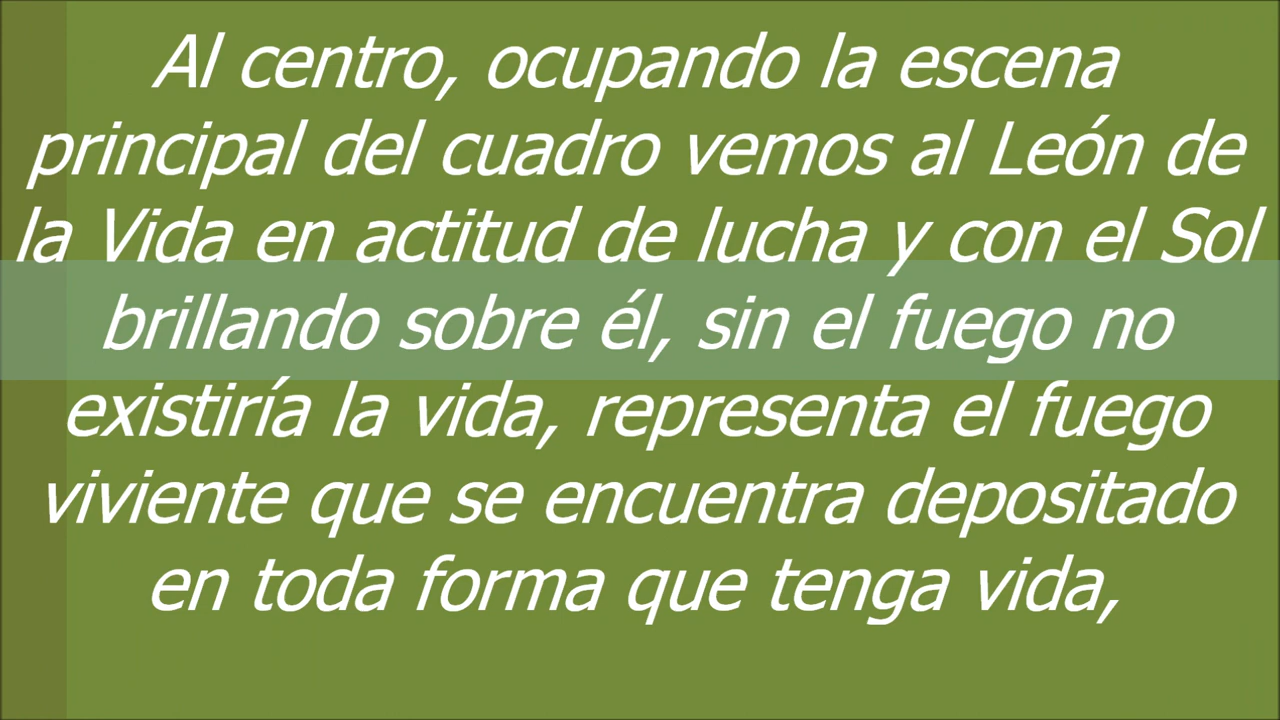 Al centro, ocupando la escena
principal del cuadro vemos al León de
la Vida en actitud de lucha y con el Sol
brillando sobre él, sin el fuego no
existiría la vida, representa el fuego
viviente que se encuentra depositado
en toda forma que tenga vida,